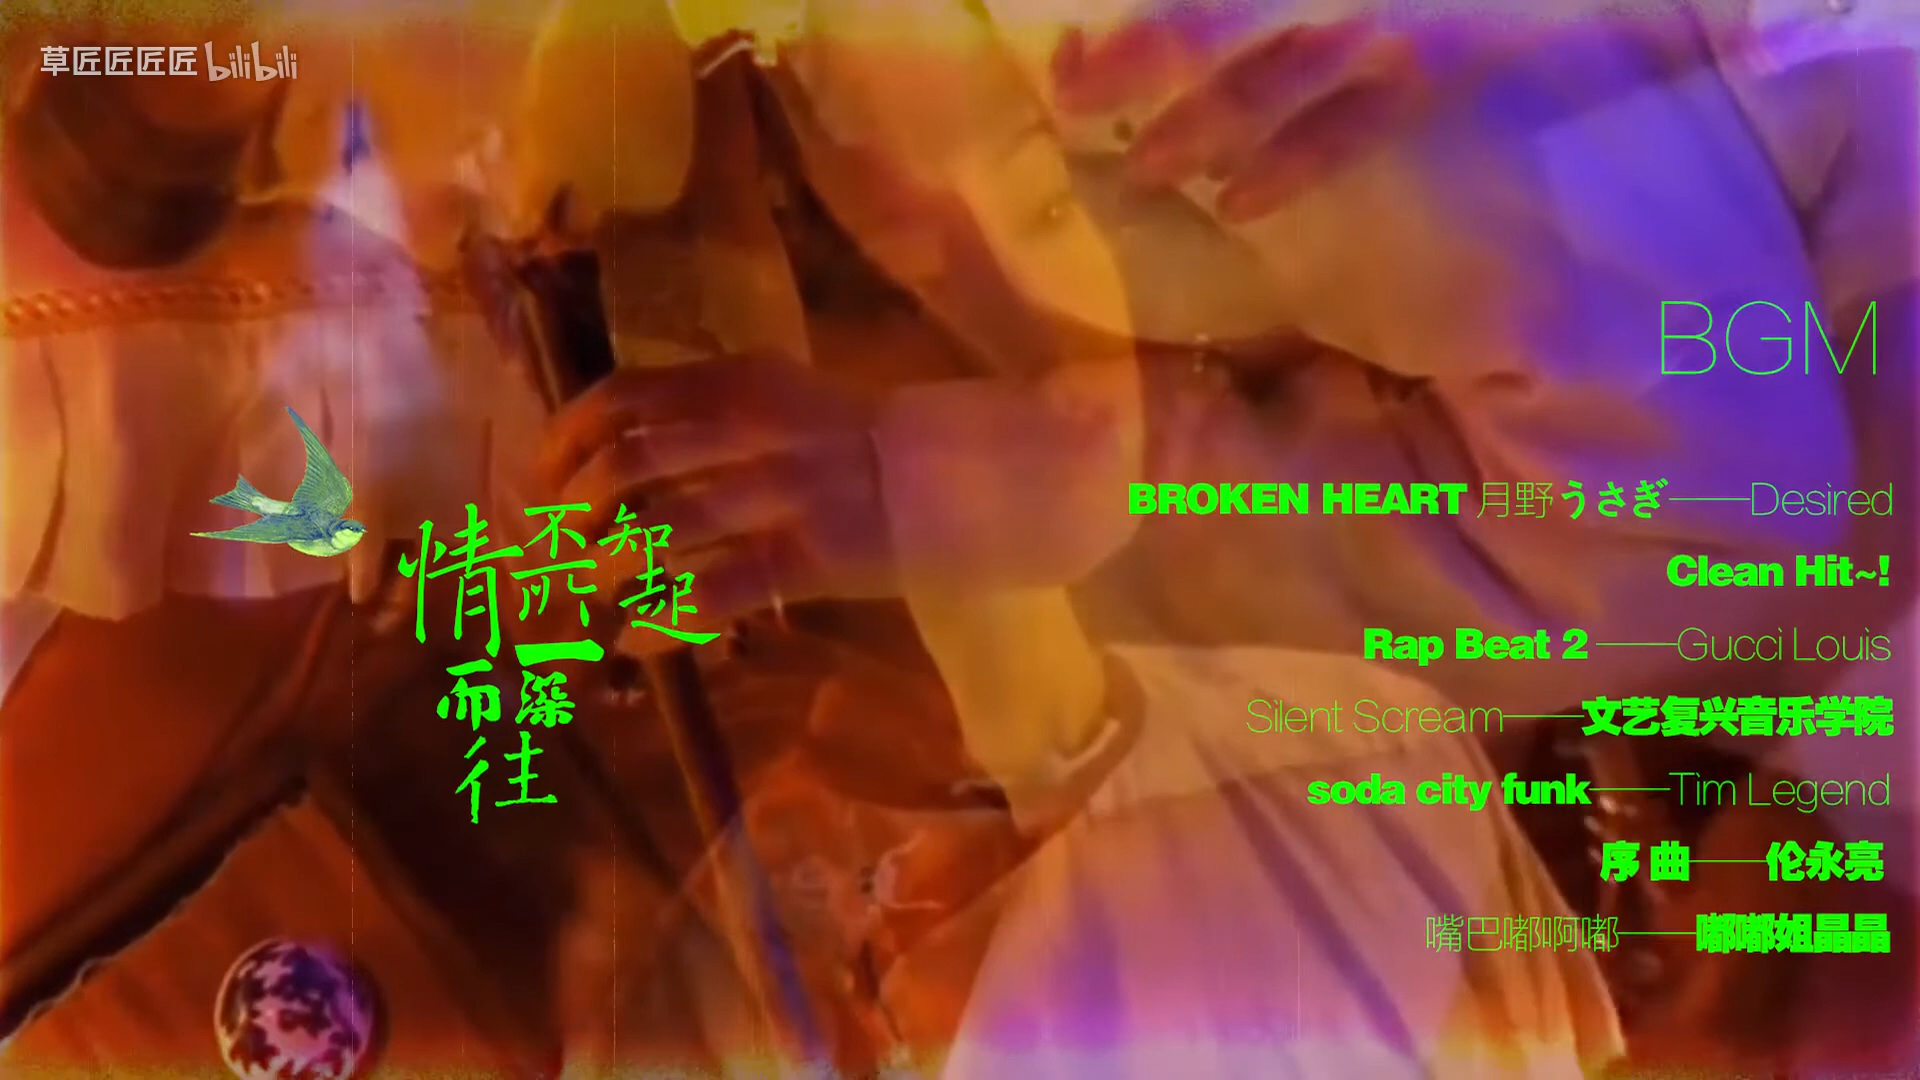 草匠匠匠匠 bilibili
情不知所起
一往而深
BGM
BROKEN HEART 月野うさぎ——Desired
Clean Hit~!
Rap Beat 2 ——Gucci Louis
Silent Scream——文艺复兴音乐学院
soda city funk——Tim Legend
序 曲——伦永亮
嘴巴嘟啊嘟——嘟嘟姐晶晶